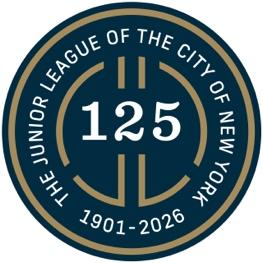 THE JUNIOR LEAGUE OF THE CITY OF NEW YORK
125
1901-2026